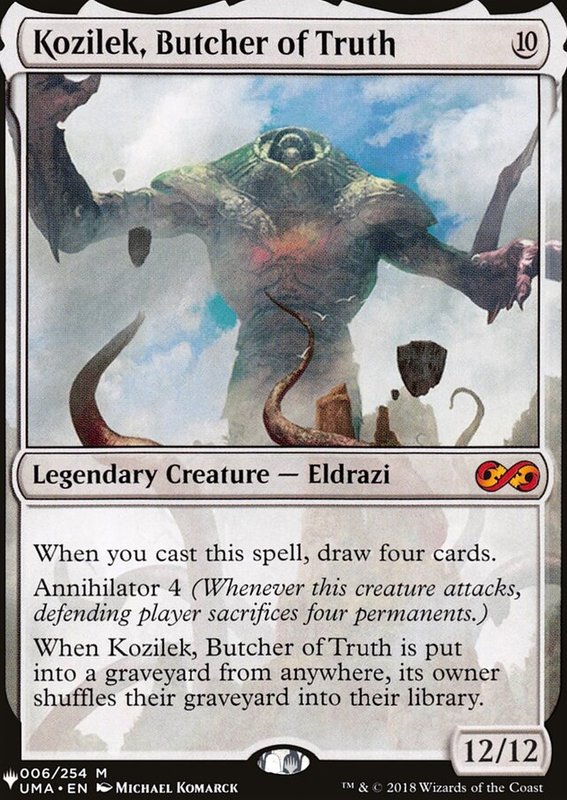 Kozilek, Butcher of Truth 10
Legendary Creature — Eldrazi
When you cast this spell, draw four cards.
Annihilator 4 (Whenever this creature attacks,
defending player sacrifices four permanents.)
When Kozilek, Butcher of Truth is put
into a graveyard from anywhere, its owner
shuffles their graveyard into their library.
12/12
006/254 M
UMA • EN Michael Komarck
™ & © 2018 Wizards of the Coast